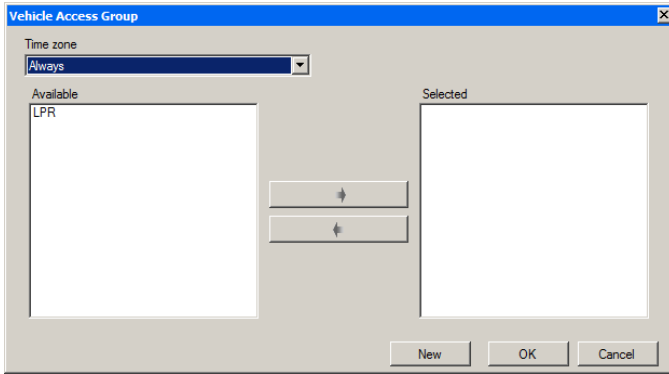 Vehicle Access Group
Time zone
Always
Available
Selected
LPR
New
OK
Cancel